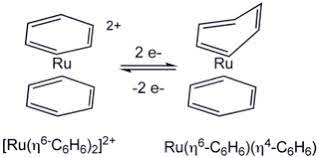 2+
2 e-
Ru Ru
-2 e-
[Ru(η⁶-C₆H₆)₂]²⁺ Ru(η⁶-C₆H₆)(η⁴-C₆H₆)